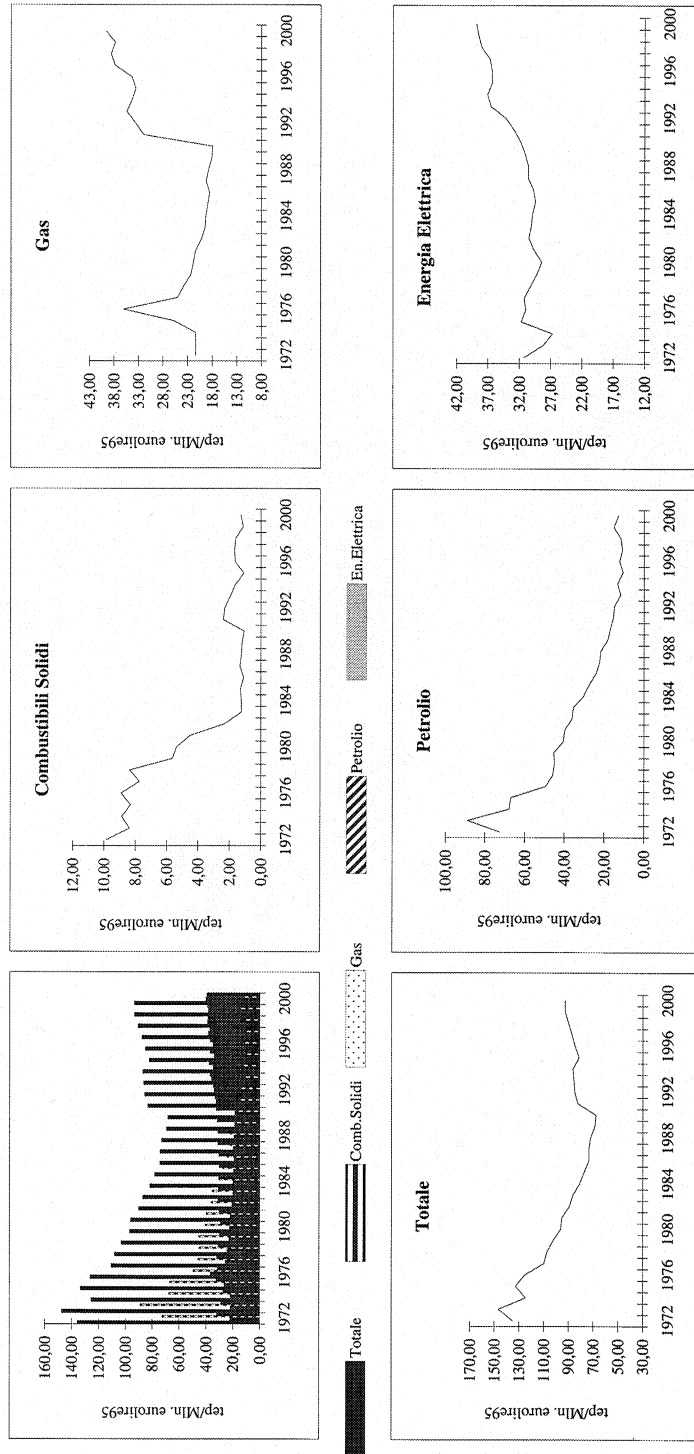 160,00
140,00
120,00
100,00
80,00
60,00
40,00
20,00
0,00
tep/Mln. eurolire95
1972 1976 1980 1984 1988 1992 1996 2000
Combustibili Solidi
12,00
10,00
8,00
6,00
4,00
2,00
0,00
tep/Mln. eurolire95
1972 1976 1980 1984 1988 1992 1996 2000
Gas
43,00
38,00
33,00
28,00
23,00
18,00
13,00
8,00
tep/Mln. eurolire95
1972 1976 1980 1984 1988 1992 1996 2000
Totale Comb.Solidi Gas Petrolio En.Elettrica
Totale
170,00
150,00
130,00
110,00
90,00
70,00
50,00
30,00
tep/Mln. eurolire95
1972 1976 1980 1984 1988 1992 1996 2000
Petrolio
100,00
80,00
60,00
40,00
20,00
0,00
tep/Mln. eurolire95
1972 1976 1980 1984 1988 1992 1996 2000
Energia Elettrica
42,00
37,00
32,00
27,00
22,00
17,00
12,00
tep/Mln. eurolire95
1972 1976 1980 1984 1988 1992 1996 2000